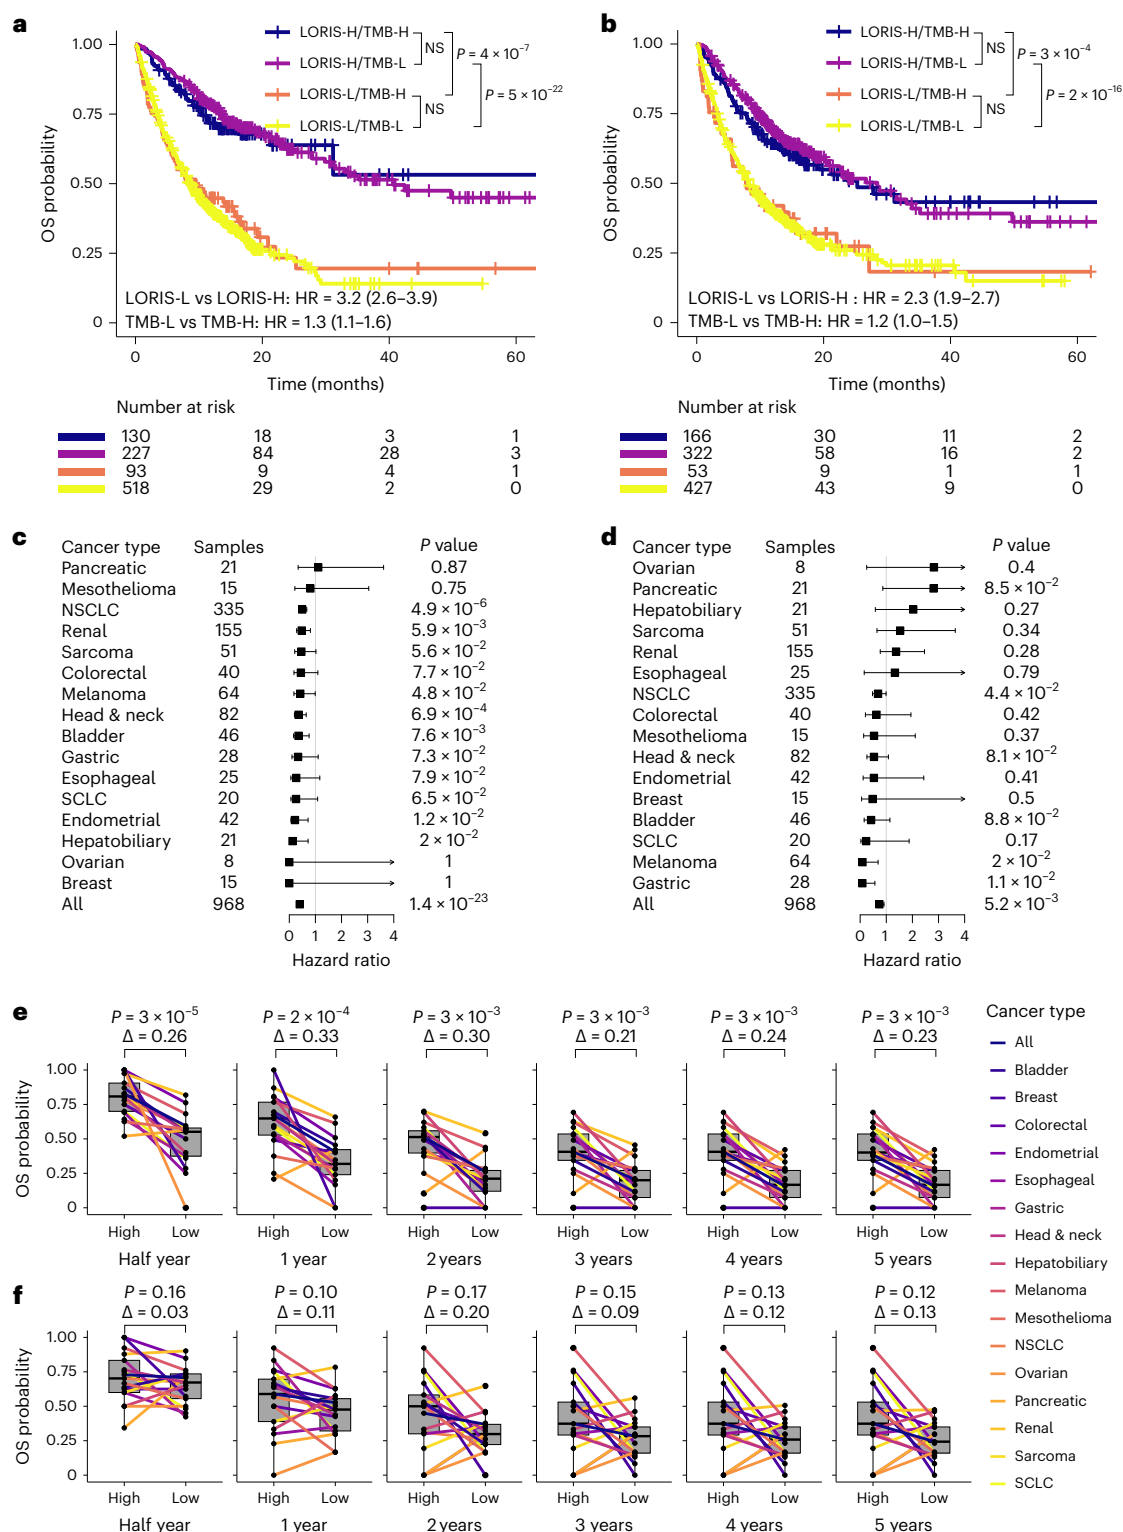 a
1.00
0.75
0.50
0.25
0
OS probability
LORIS-H/TMB-H
LORIS-H/TMB-L
LORIS-L/TMB-H
LORIS-L/TMB-L
NS
NS
P = 4 × 10⁻⁷
P = 5 × 10⁻²²
LORIS-L vs LORIS-H: HR = 3.2 (2.6–3.9)
TMB-L vs TMB-H: HR = 1.3 (1.1–1.6)
0 20 40 60
Time (months)
Number at risk
130 18 3 1
227 84 28 3
93 9 4 1
518 29 2 0
b
1.00
0.75
0.50
0.25
0
OS probability
LORIS-H/TMB-H
LORIS-H/TMB-L
LORIS-L/TMB-H
LORIS-L/TMB-L
NS
NS
P = 3 × 10⁻⁴
P = 2 × 10⁻¹⁶
LORIS-L vs LORIS-H : HR = 2.3 (1.9–2.7)
TMB-L vs TMB-H: HR = 1.2 (1.0–1.5)
0 20 40 60
Time (months)
Number at risk
166 30 11 2
322 58 16 2
53 9 1 1
427 43 9 0
c
Cancer type Samples P value
Pancreatic 21 0.87
Mesothelioma 15 0.75
NSCLC 335 4.9 × 10⁻⁶
Renal 155 5.9 × 10⁻³
Sarcoma 51 5.6 × 10⁻²
Colorectal 40 7.7 × 10⁻²
Melanoma 64 4.8 × 10⁻²
Head & neck 82 6.9 × 10⁻⁴
Bladder 46 7.6 × 10⁻³
Gastric 28 7.3 × 10⁻²
Esophageal 25 7.9 × 10⁻²
SCLC 20 6.5 × 10⁻²
Endometrial 42 1.2 × 10⁻²
Hepatobiliary 21 2 × 10⁻²
Ovarian 8 1
Breast 15 1
All 968 1.4 × 10⁻²³
0 1 2 3 4
Hazard ratio
d
Cancer type Samples P value
Ovarian 8 0.4
Pancreatic 21 8.5 × 10⁻²
Hepatobiliary 21 0.27
Sarcoma 51 0.34
Renal 155 0.28
Esophageal 25 0.79
NSCLC 335 4.4 × 10⁻²
Colorectal 40 0.42
Mesothelioma 15 0.37
Head & neck 82 8.1 × 10⁻²
Endometrial 42 0.41
Breast 15 0.5
Bladder 46 8.8 × 10⁻²
SCLC 20 0.17
Melanoma 64 2 × 10⁻²
Gastric 28 1.1 × 10⁻²
All 968 5.2 × 10⁻³
0 1 2 3 4
Hazard ratio
e
P = 3 × 10⁻⁵ P = 2 × 10⁻⁴ P = 3 × 10⁻³ P = 3 × 10⁻³ P = 3 × 10⁻³ P = 3 × 10⁻³
Δ = 0.26 Δ = 0.33 Δ = 0.30 Δ = 0.21 Δ = 0.24 Δ = 0.23
1.00
0.75
0.50
0.25
0
OS probability
High Low High Low High Low High Low High Low High Low
Half year 1 year 2 years 3 years 4 years 5 years
f
P = 0.16 P = 0.10 P = 0.17 P = 0.15 P = 0.13 P = 0.12
Δ = 0.03 Δ = 0.11 Δ = 0.20 Δ = 0.09 Δ = 0.12 Δ = 0.13
1.00
0.75
0.50
0.25
0
OS probability
High Low High Low High Low High Low High Low High Low
Half year 1 year 2 years 3 years 4 years 5 years
Cancer type
All
Bladder
Breast
Colorectal
Endometrial
Esophageal
Gastric
Head & neck
Hepatobiliary
Melanoma
Mesothelioma
NSCLC
Ovarian
Pancreatic
Renal
Sarcoma
SCLC